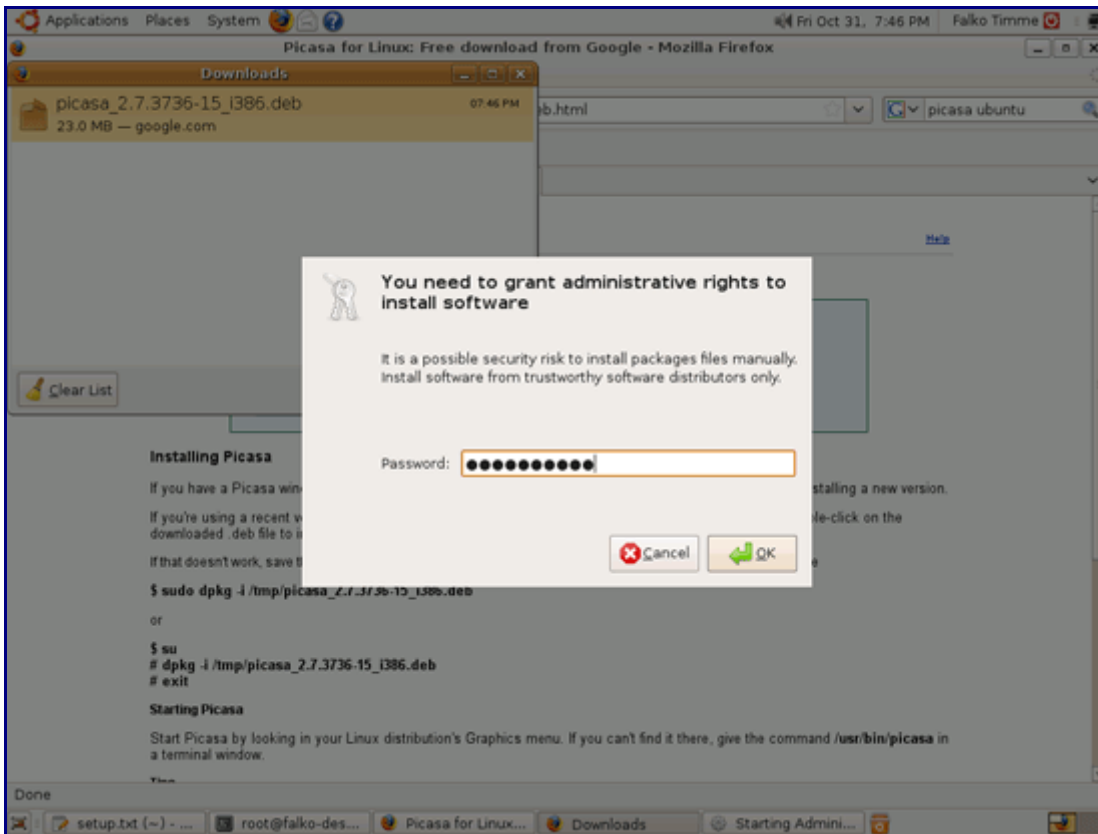 Applications Places System
Fri Oct 31, 7:46 PM Falko Timme
Picasa for Linux: Free download from Google - Mozilla Firefox
Downloads
picasa_2.7.3736-15_i386.deb 07:46 PM
23.0 MB — google.com
eb.html
picasa ubuntu
Help
Clear List
You need to grant administrative rights to
install software
It is a possible security risk to install packages files manually.
Install software from trustworthy software distributors only.
Password:
Cancel
OK
Installing Picasa
If you have a Picasa win stalling a new version.
If you're using a recent v le-click on the
downloaded .deb file to i
If that doesn't work, save t e
$ sudo dpkg -i /tmp/picasa_2.7.3736-15_i386.deb
or
$ su
# dpkg -i /tmp/picasa_2.7.3736-15_i386.deb
# exit
Starting Picasa
Start Picasa by looking in your Linux distribution's Graphics menu. If you can't find it there, give the command /usr/bin/picasa in
a terminal window.
Done
setup.txt (~) - ... root@falko-des... Picasa for Linux... Downloads Starting Admini...